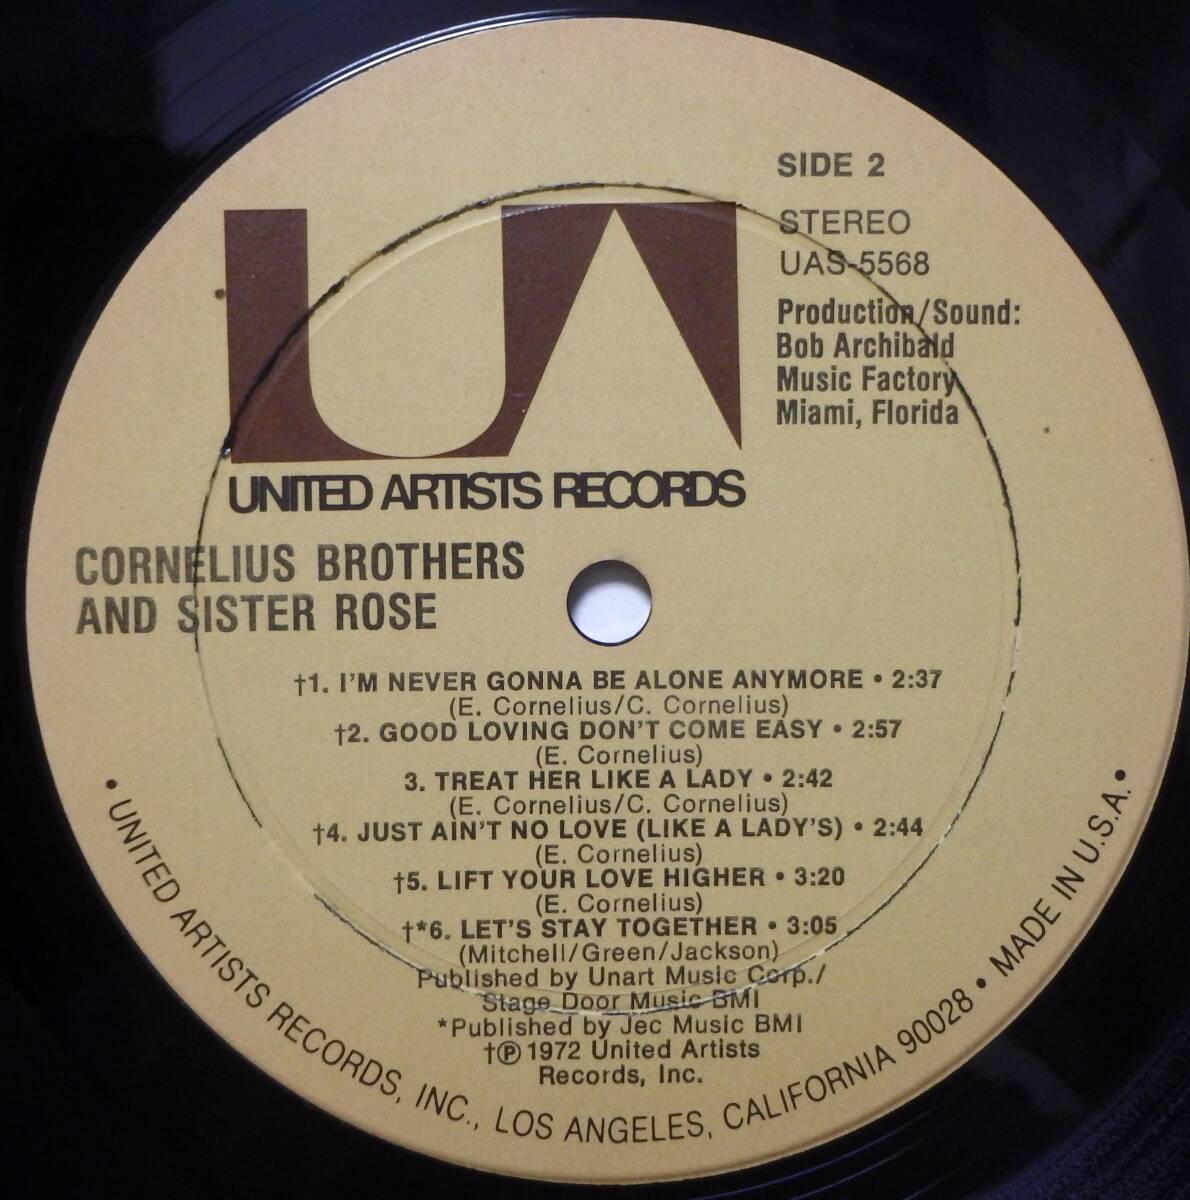 SIDE 2
STEREO
UAS-5568
Production/Sound:
Bob Archibald
Music Factory
Miami, Florida
UA
UNITED ARTISTS RECORDS
CORNELIUS BROTHERS
AND SISTER ROSE
†1. I'M NEVER GONNA BE ALONE ANYMORE • 2:37
(E. Cornelius/C. Cornelius)
†2. GOOD LOVING DON'T COME EASY • 2:57
(E. Cornelius)
3. TREAT HER LIKE A LADY • 2:42
(E. Cornelius/C. Cornelius)
†4. JUST AIN'T NO LOVE (LIKE A LADY'S) • 2:44
(E. Cornelius)
†5. LIFT YOUR LOVE HIGHER • 3:20
(E. Cornelius)
†*6. LET'S STAY TOGETHER • 3:05
(Mitchell/Green/Jackson)
Published by Unart Music Corp./
Stage Door Music BMI
*Published by Jec Music BMI
†℗ 1972 United Artists
Records, Inc.
• UNITED ARTISTS RECORDS, INC., LOS ANGELES, CALIFORNIA 90028 • MADE IN U.S.A. •